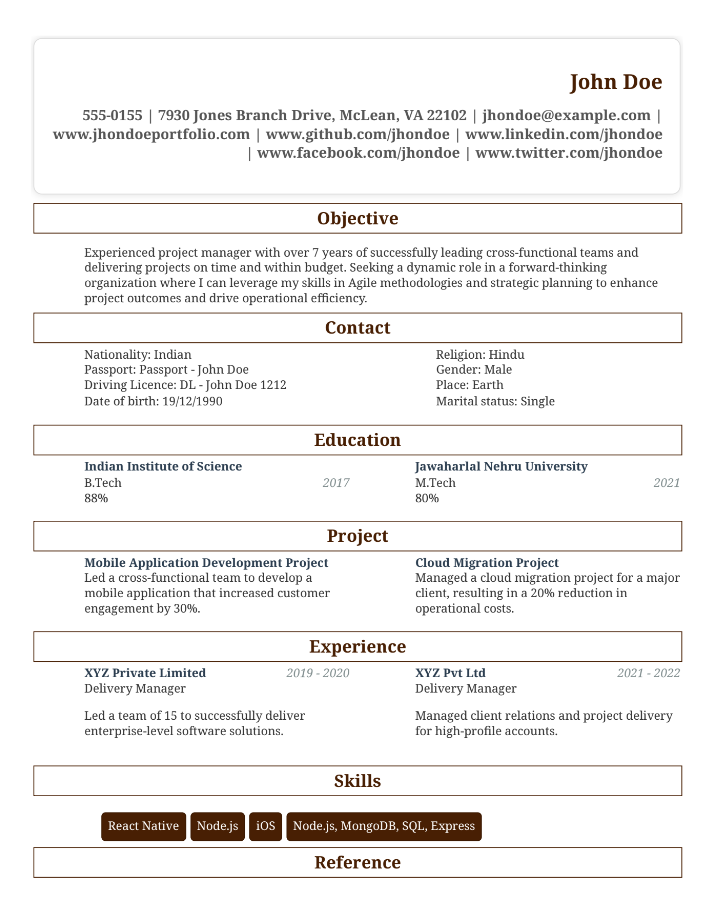 John Doe
555-0155 | 7930 Jones Branch Drive, McLean, VA 22102 | jhondoe@example.com |
www.jhondoeportfolio.com | www.github.com/jhondoe | www.linkedin.com/jhondoe
| www.facebook.com/jhondoe | www.twitter.com/jhondoe
Objective
Experienced project manager with over 7 years of successfully leading cross-functional teams and
delivering projects on time and within budget. Seeking a dynamic role in a forward-thinking
organization where I can leverage my skills in Agile methodologies and strategic planning to enhance
project outcomes and drive operational efficiency.
Contact
Nationality: Indian
Passport: Passport - John Doe
Driving Licence: DL - John Doe 1212
Date of birth: 19/12/1990
Religion: Hindu
Gender: Male
Place: Earth
Marital status: Single
Education
Indian Institute of Science
B.Tech 2017
88%
Jawaharlal Nehru University
M.Tech 2021
80%
Project
Mobile Application Development Project
Led a cross-functional team to develop a
mobile application that increased customer
engagement by 30%.
Cloud Migration Project
Managed a cloud migration project for a major
client, resulting in a 20% reduction in
operational costs.
Experience
XYZ Private Limited 2019 - 2020
Delivery Manager
Led a team of 15 to successfully deliver
enterprise-level software solutions.
XYZ Pvt Ltd 2021 - 2022
Delivery Manager
Managed client relations and project delivery
for high-profile accounts.
Skills
React Native Node.js iOS Node.js, MongoDB, SQL, Express
Reference